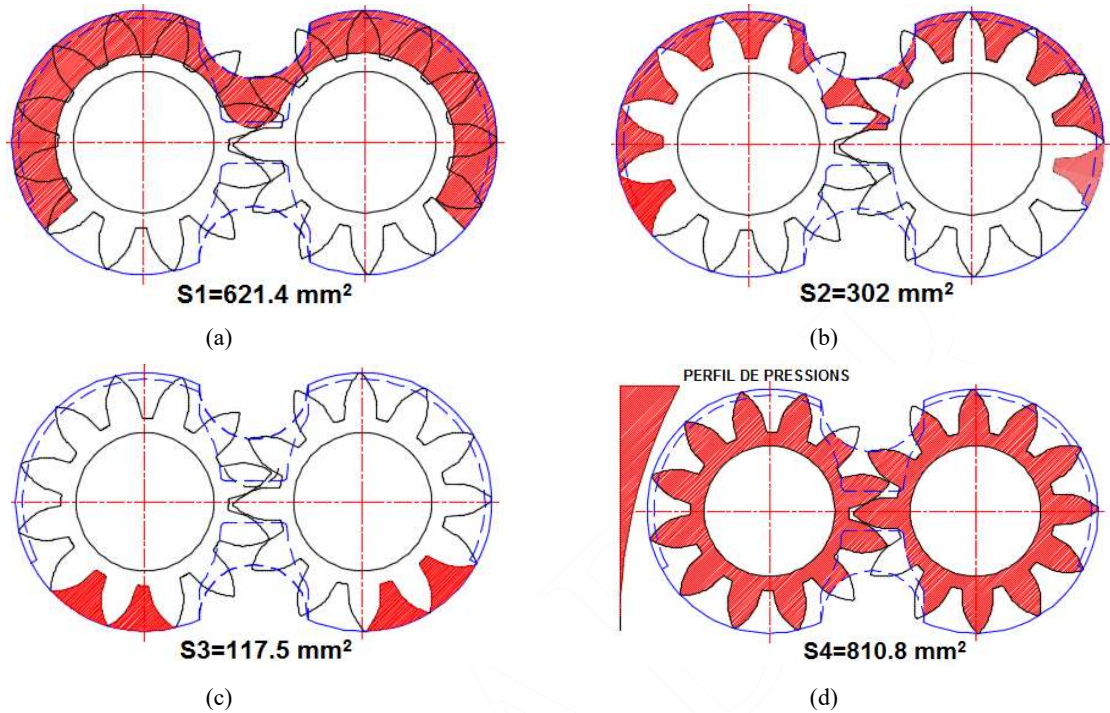 S1=621.4 mm²
(a)
S2=302 mm²
(b)
S3=117.5 mm²
(c)
PERFIL DE PRESSIONS
S4=810.8 mm²
(d)